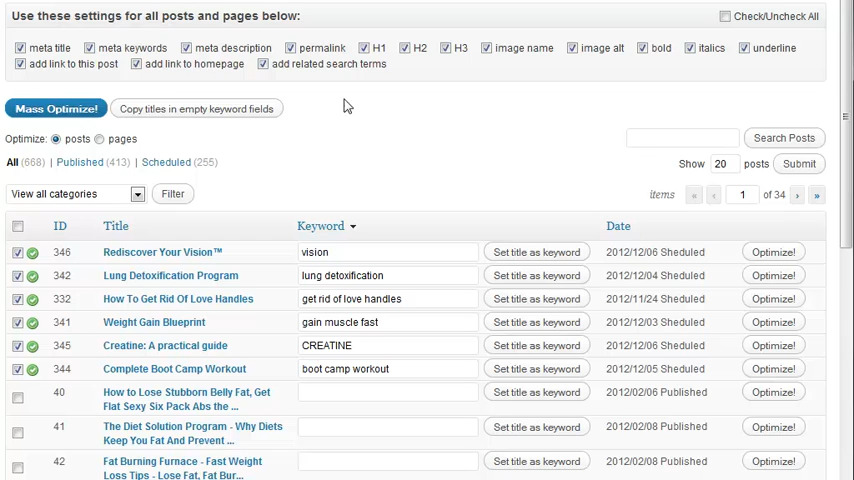 Use these settings for all posts and pages below:
Check/Uncheck All
meta title meta keywords meta description permalink H1 H2 H3 image name image alt bold italics underline
add link to this post add link to homepage add related search terms
Mass Optimize! Copy titles in empty keyword fields
Optimize: posts pages
Search Posts
All (668) | Published (413) | Scheduled (255)
Show 20 posts Submit
View all categories Filter
items « ‹ 1 of 34 › »
ID Title Keyword Date
346 Rediscover Your Vision™ vision Set title as keyword 2012/12/06 Sheduled Optimize!
342 Lung Detoxification Program lung detoxification Set title as keyword 2012/12/04 Sheduled Optimize!
332 How To Get Rid Of Love Handles get rid of love handles Set title as keyword 2012/11/24 Sheduled Optimize!
341 Weight Gain Blueprint gain muscle fast Set title as keyword 2012/12/03 Sheduled Optimize!
345 Creatine: A practical guide CREATINE Set title as keyword 2012/12/06 Sheduled Optimize!
344 Complete Boot Camp Workout boot camp workout Set title as keyword 2012/12/05 Sheduled Optimize!
40 How to Lose Stubborn Belly Fat, Get Set title as keyword 2012/02/06 Published Optimize!
Flat Sexy Six Pack Abs the ...
41 The Diet Solution Program - Why Diets Set title as keyword 2012/02/08 Published Optimize!
Keep You Fat And Prevent ...
42 Fat Burning Furnace - Fast Weight Set title as keyword 2012/02/08 Published Optimize!
Loss Tips - Lose Fat, Fat Bur...